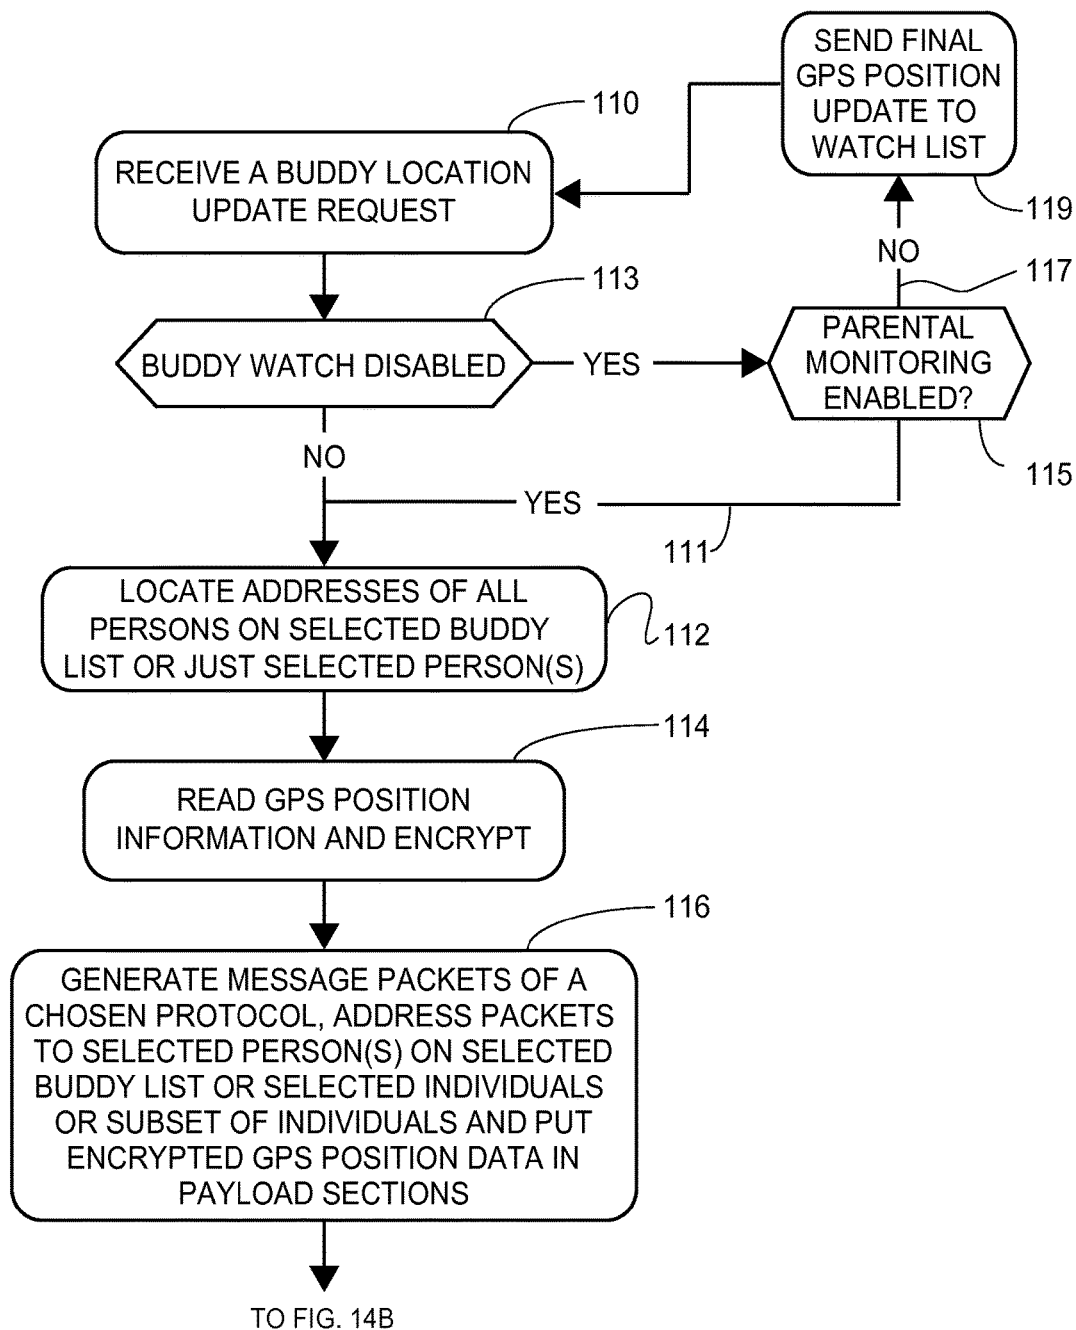 SEND FINAL
GPS POSITION
UPDATE TO
WATCH LIST
119
110
RECEIVE A BUDDY LOCATION
UPDATE REQUEST
NO
117
113
BUDDY WATCH DISABLED
YES
PARENTAL
MONITORING
ENABLED?
115
NO
YES
111
LOCATE ADDRESSES OF ALL
PERSONS ON SELECTED BUDDY
LIST OR JUST SELECTED PERSON(S)
112
114
READ GPS POSITION
INFORMATION AND ENCRYPT
116
GENERATE MESSAGE PACKETS OF A
CHOSEN PROTOCOL, ADDRESS PACKETS
TO SELECTED PERSON(S) ON SELECTED
BUDDY LIST OR SELECTED INDIVIDUALS
OR SUBSET OF INDIVIDUALS AND PUT
ENCRYPTED GPS POSITION DATA IN
PAYLOAD SECTIONS
TO FIG. 14B